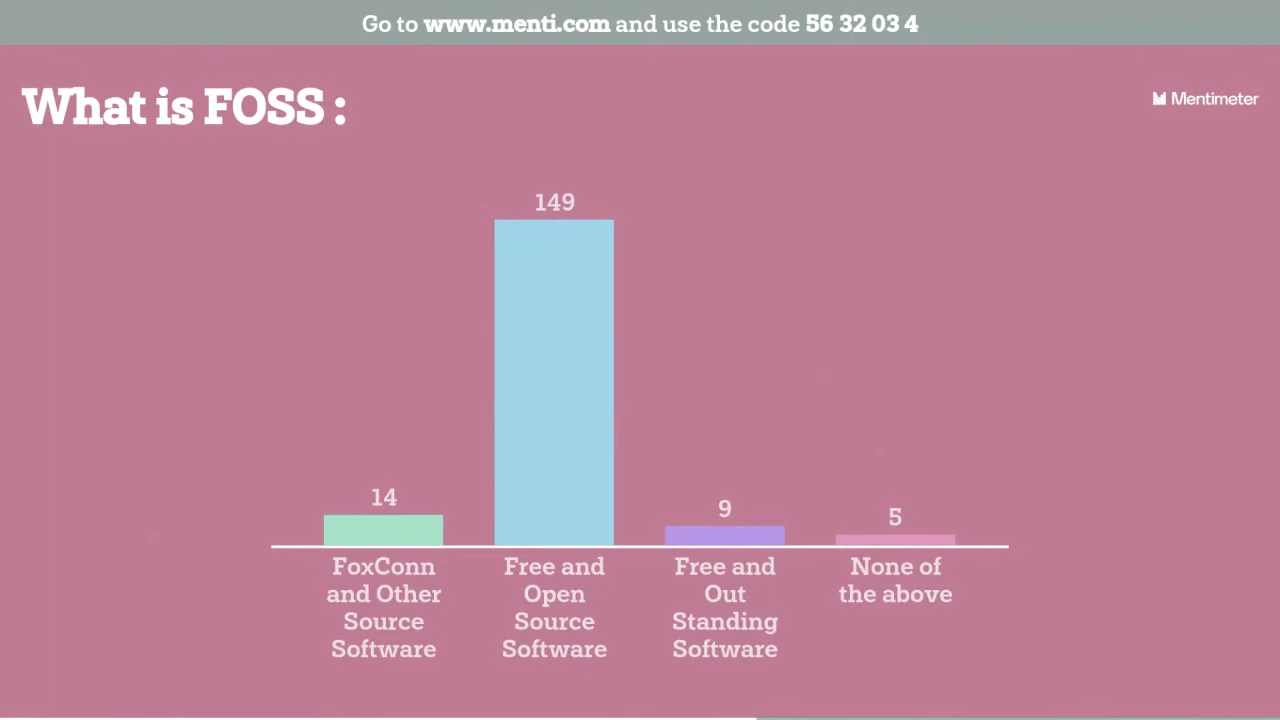 Go to www.menti.com and use the code 56 32 03 4
What is FOSS :
Mentimeter
149
14
9
5
FoxConn
and Other
Source
Software
Free and
Open
Source
Software
Free and
Out
Standing
Software
None of
the above